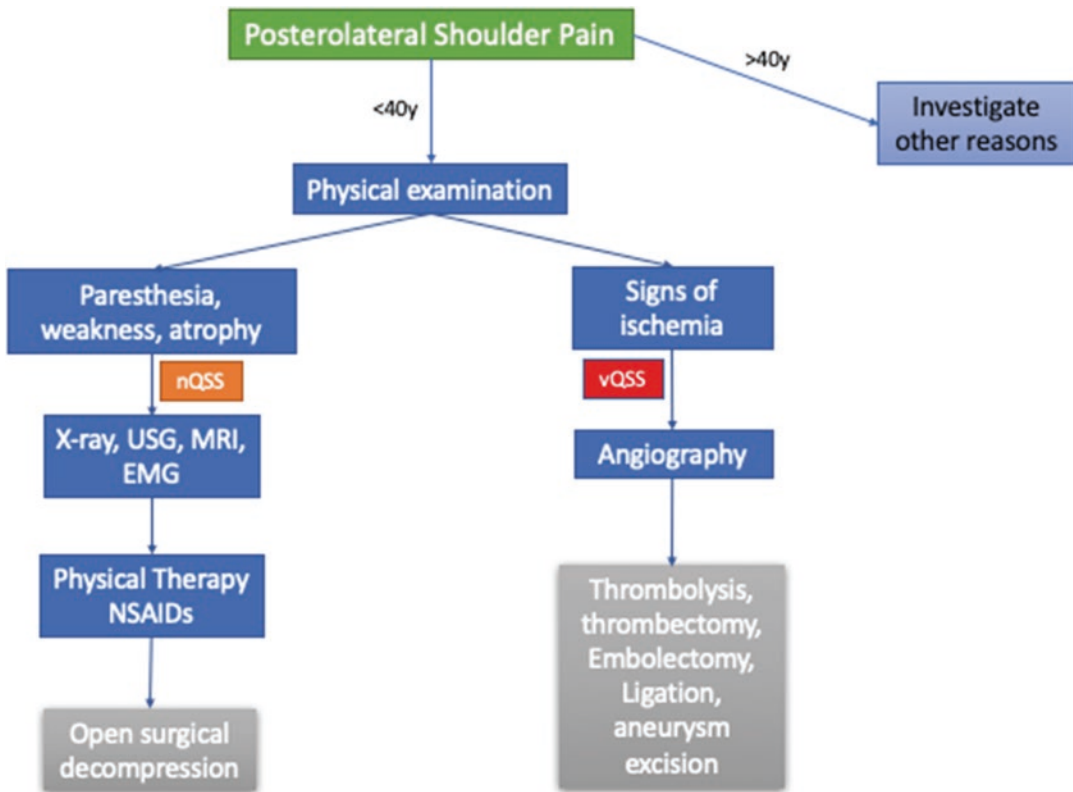 Posterolateral Shoulder Pain
>40y
<40y
Investigate
other reasons
Physical examination
Paresthesia,
weakness, atrophy
Signs of
ischemia
nQSS
vQSS
X-ray, USG, MRI,
EMG
Angiography
Physical Therapy
NSAIDs
Thrombolysis,
thrombectomy,
Embolectomy,
Ligation,
aneurysm
excision
Open surgical
decompression